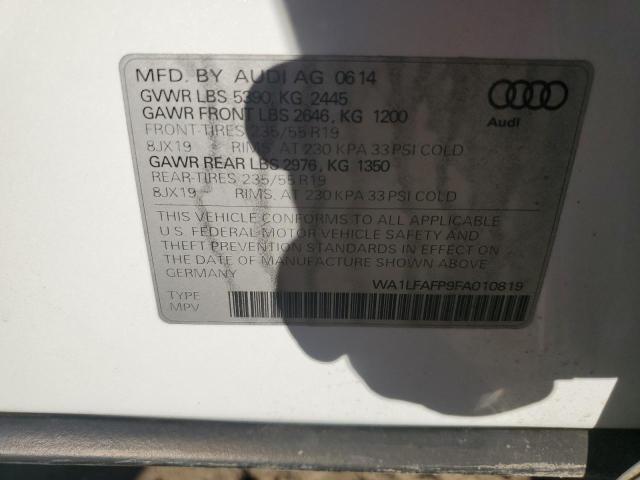 MFD. BY AUDI AG 0614
GVWR LBS 5390, KG 2445
GAWR FRONT LBS 2646, KG 1200
FRONT-TIRES 235/55 R19
8JX19 RIMS, AT 230 KPA 33 PSI COLD
GAWR REAR LBS 2976, KG 1350
REAR-TIRES 235/55 R19
8JX19 RIMS, AT 230 KPA 33 PSI COLD
Audi
THIS VEHICLE CONFORMS TO ALL APPLICABLE
U.S. FEDERAL MOTOR VEHICLE SAFETY AND
THEFT PREVENTION STANDARDS IN EFFECT ON
THE DATE OF MANUFACTURE SHOWN ABOVE
GERMANY
WA1LFAFP9FA010819
TYPE
MPV